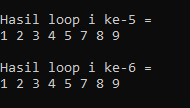 Hasil loop i ke-5 =
1 2 3 4 5 7 8 9
Hasil loop i ke-6 =
1 2 3 4 5 7 8 9